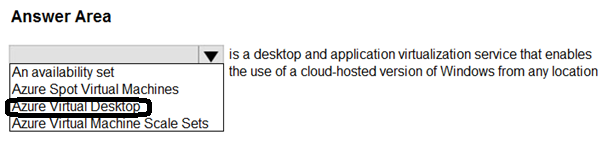 Answer Area
is a desktop and application virtualization service that enables
the use of a cloud-hosted version of Windows from any location
An availability set
Azure Spot Virtual Machines
Azure Virtual Desktop
Azure Virtual Machine Scale Sets